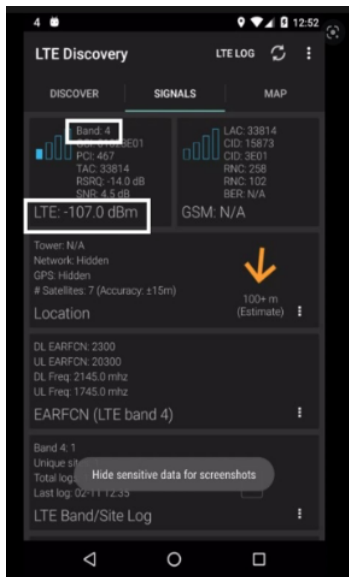 4 12:52
LTE Discovery LTE LOG
DISCOVER SIGNALS MAP
Band: 4
PCI: 467
TAC: 33814
RSRQ: -14.0 dB
SNR: 4.5 dB
LTE: -107.0 dBm
LAC: 33814
CID: 15873
CID: 3E01
RNC: 258
RNC: 102
BER: N/A
GSM: N/A
Tower: N/A
Network: Hidden
GPS: Hidden
# Satellites: 7 (Accuracy: ±15m)
Location
100+ m
(Estimate)
DL EARFCN: 2300
UL EARFCN: 20300
DL Freq: 2145.0 mhz
UL Freq: 1745.0 mhz
EARFCN (LTE band 4)
Band 4: 1
Unique
Total
Hide sensitive data for screenshots
Last log: 02-11 12:35
LTE Band/Site Log